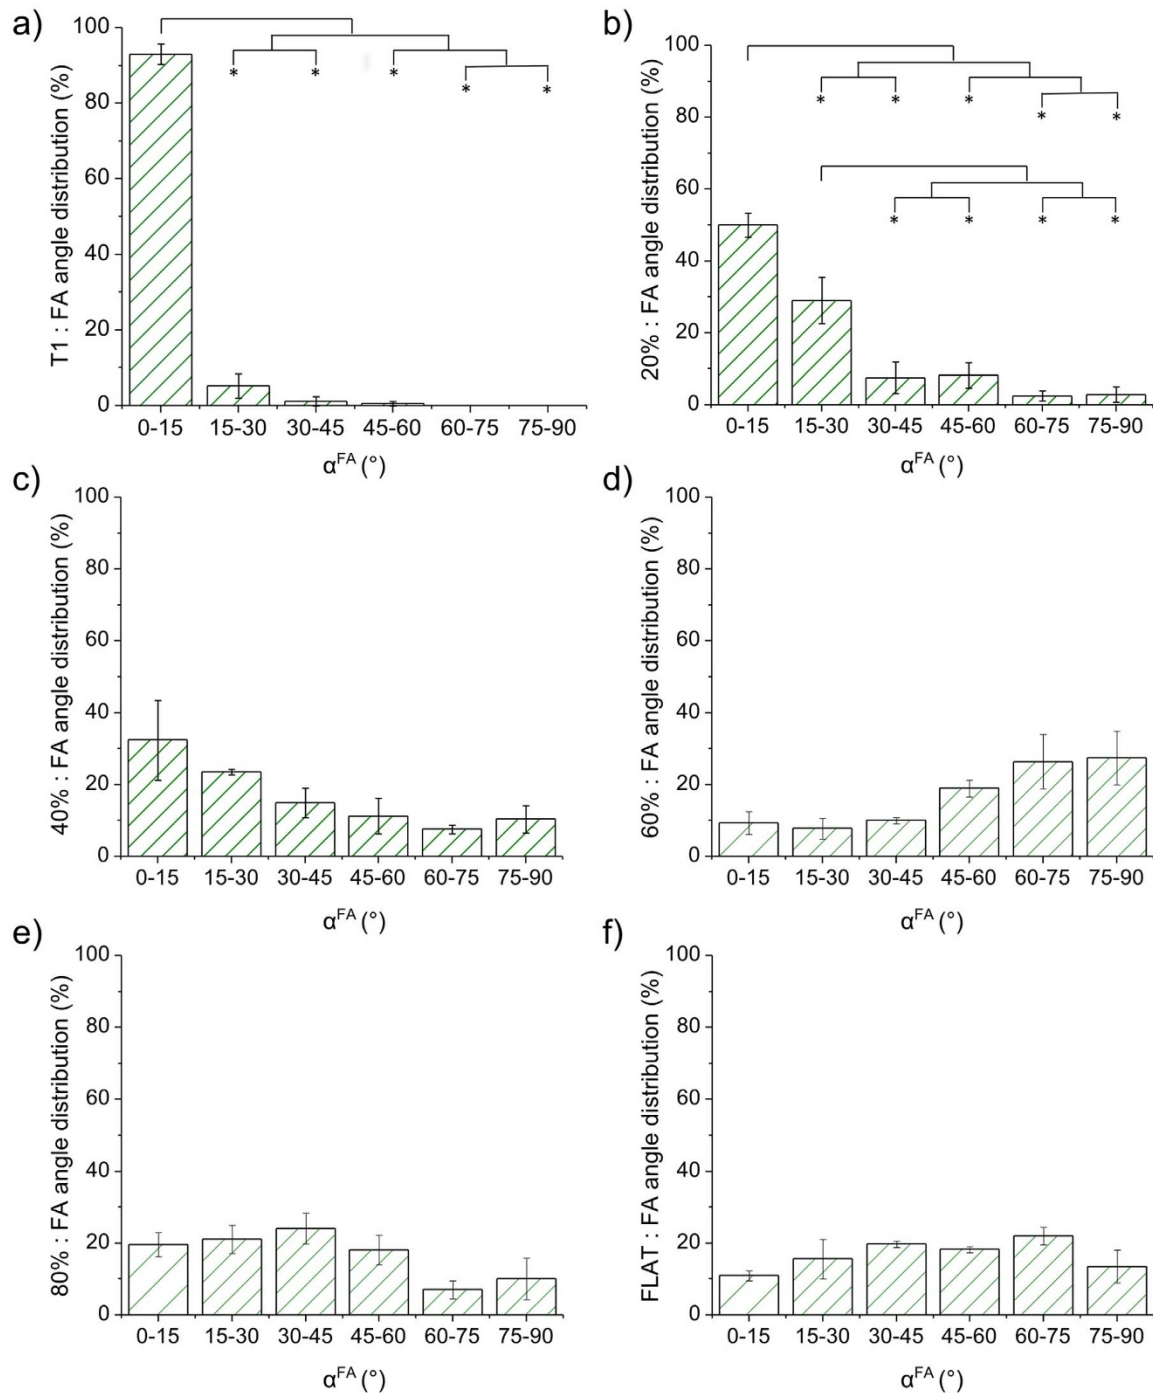 a)
T1 : FA angle distribution (%)
100
80
60
40
20
0
* * * * *
0-15 15-30 30-45 45-60 60-75 75-90
αFA (°)
b)
20% : FA angle distribution (%)
100
80
60
40
20
0
* * * * *
* * * *
0-15 15-30 30-45 45-60 60-75 75-90
αFA (°)
c)
40% : FA angle distribution (%)
100
80
60
40
20
0
0-15 15-30 30-45 45-60 60-75 75-90
αFA (°)
d)
60% : FA angle distribution (%)
100
80
60
40
20
0
0-15 15-30 30-45 45-60 60-75 75-90
αFA (°)
e)
80% : FA angle distribution (%)
100
80
60
40
20
0
0-15 15-30 30-45 45-60 60-75 75-90
αFA (°)
f)
FLAT : FA angle distribution (%)
100
80
60
40
20
0
0-15 15-30 30-45 45-60 60-75 75-90
αFA (°)